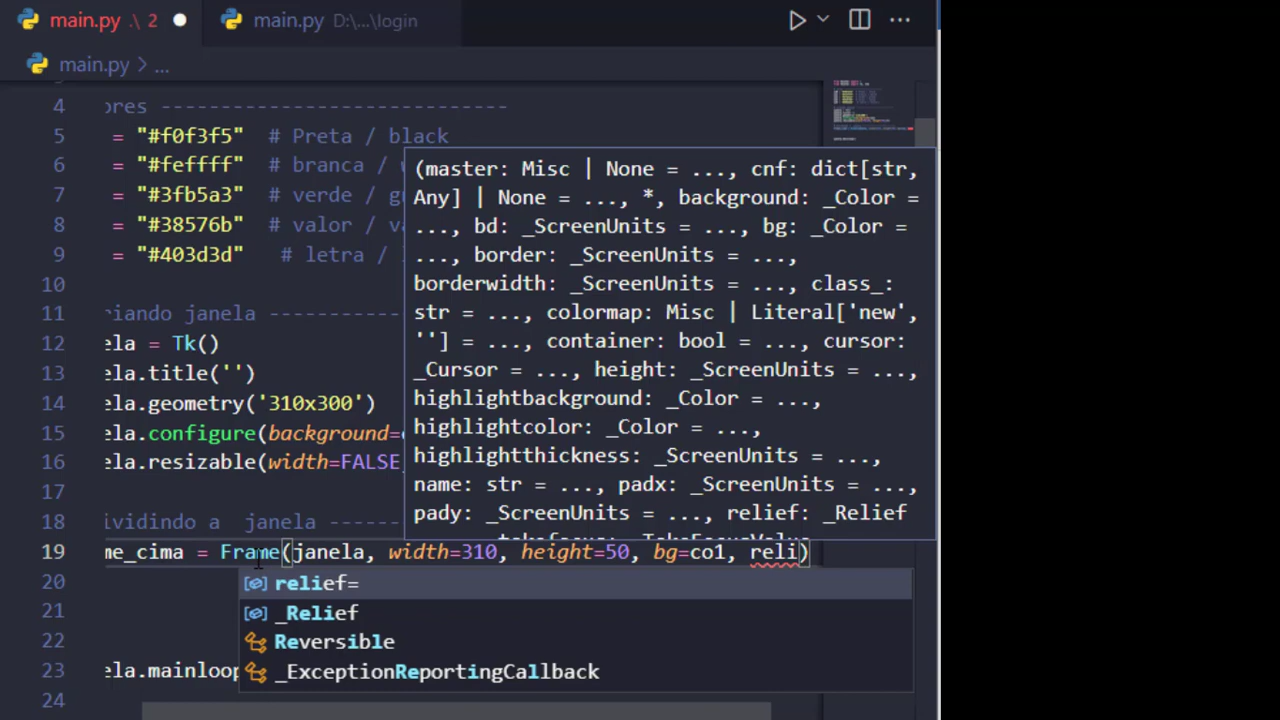 main.py .\ 2 main.py D:\...\login
main.py > ...
4 ores -----------------------------
5 = "#f0f3f5" # Preta / black
6 = "#feffff" # branca /
7 = "#3fb5a3" # verde /
8 = "#38576b" # valor /
9 = "#403d3d" # letra /
10
11 riando janela -----------
12 ela = Tk()
13 ela.title('')
14 ela.geometry('310x300')
15 ela.configure(background=
16 ela.resizable(width=FALSE
17
18 ividindo a janela ------
19 me_cima = Frame(janela, width=310, height=50, bg=co1, reli)
20
21
22
23 ela.mainloop
24
(master: Misc | None = ..., cnf: dict[str,
Any] | None = ..., *, background: _Color =
..., bd: _ScreenUnits = ..., bg: _Color =
..., border: _ScreenUnits = ...,
borderwidth: _ScreenUnits = ..., class_:
str = ..., colormap: Misc | Literal['new',
''] = ..., container: bool = ..., cursor:
_Cursor = ..., height: _ScreenUnits = ...,
highlightbackground: _Color = ...,
highlightcolor: _Color = ...,
highlightthickness: _ScreenUnits = ...,
name: str = ..., padx: _ScreenUnits = ...,
pady: _ScreenUnits = ..., relief: _Relief
relief=
_Relief
Reversible
_ExceptionReportingCallback